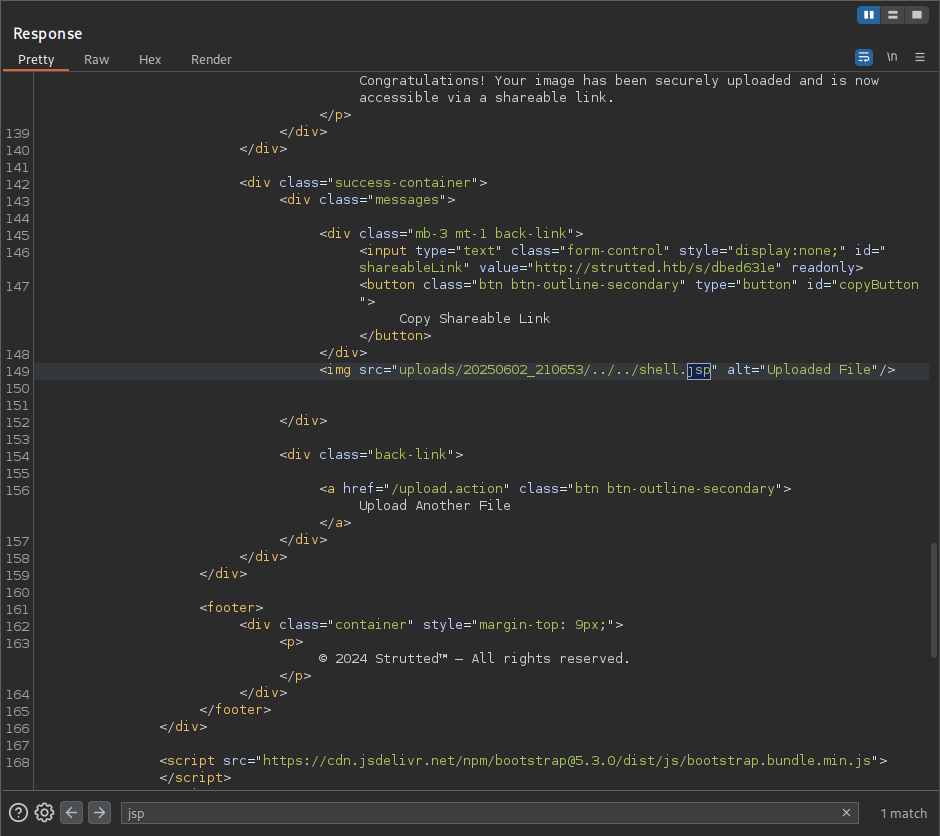 Response
Pretty Raw Hex Render \n
Congratulations! Your image has been securely uploaded and is now
accessible via a shareable link.
</p>
139 </div>
140 </div>
141
142 <div class="success-container">
143 <div class="messages">
144
145 <div class="mb-3 mt-1 back-link">
146 <input type="text" class="form-control" style="display:none;" id="
shareableLink" value="http://strutted.htb/s/dbed631e" readonly>
147 <button class="btn btn-outline-secondary" type="button" id="copyButton
">
Copy Shareable Link
</button>
148 </div>
149 <img src="uploads/20250602_210653/../../shell.jsp" alt="Uploaded File"/>
150
151
152 </div>
153
154 <div class="back-link">
155
156 <a href="/upload.action" class="btn btn-outline-secondary">
Upload Another File
</a>
157 </div>
158 </div>
159 </div>
160
161 <footer>
162 <div class="container" style="margin-top: 9px;">
163 <p>
© 2024 Strutted™ — All rights reserved.
</p>
164 </div>
165 </footer>
166 </div>
167
168 <script src="https://cdn.jsdelivr.net/npm/bootstrap@5.3.0/dist/js/bootstrap.bundle.min.js">
</script>
jsp 1 match